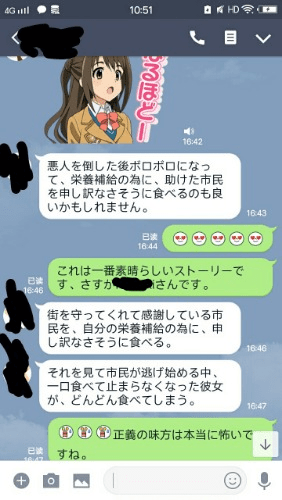 4G
HD
10:51
なるほどー
16:42
悪人を倒した後ボロボロになっ
て、栄養補給の為に、助けた市民
を申し訳なさそうに食べるのも良
いかもしれません。
16:43
已读
16:44
これは一番素晴らしいストーリーで
す、さすが
さんです。
已读
16:46
街を守ってくれて感謝している市
民を、自分の栄養補給の為に、申
し訳なさそうに食べる。
16:46
それを見て市民が逃げ始める中、
一口食べて止まらなくなった彼女
が、どんどん食べてしまう。
16:47
正義の味方は本当に怖いで
すね。
已读
16:47